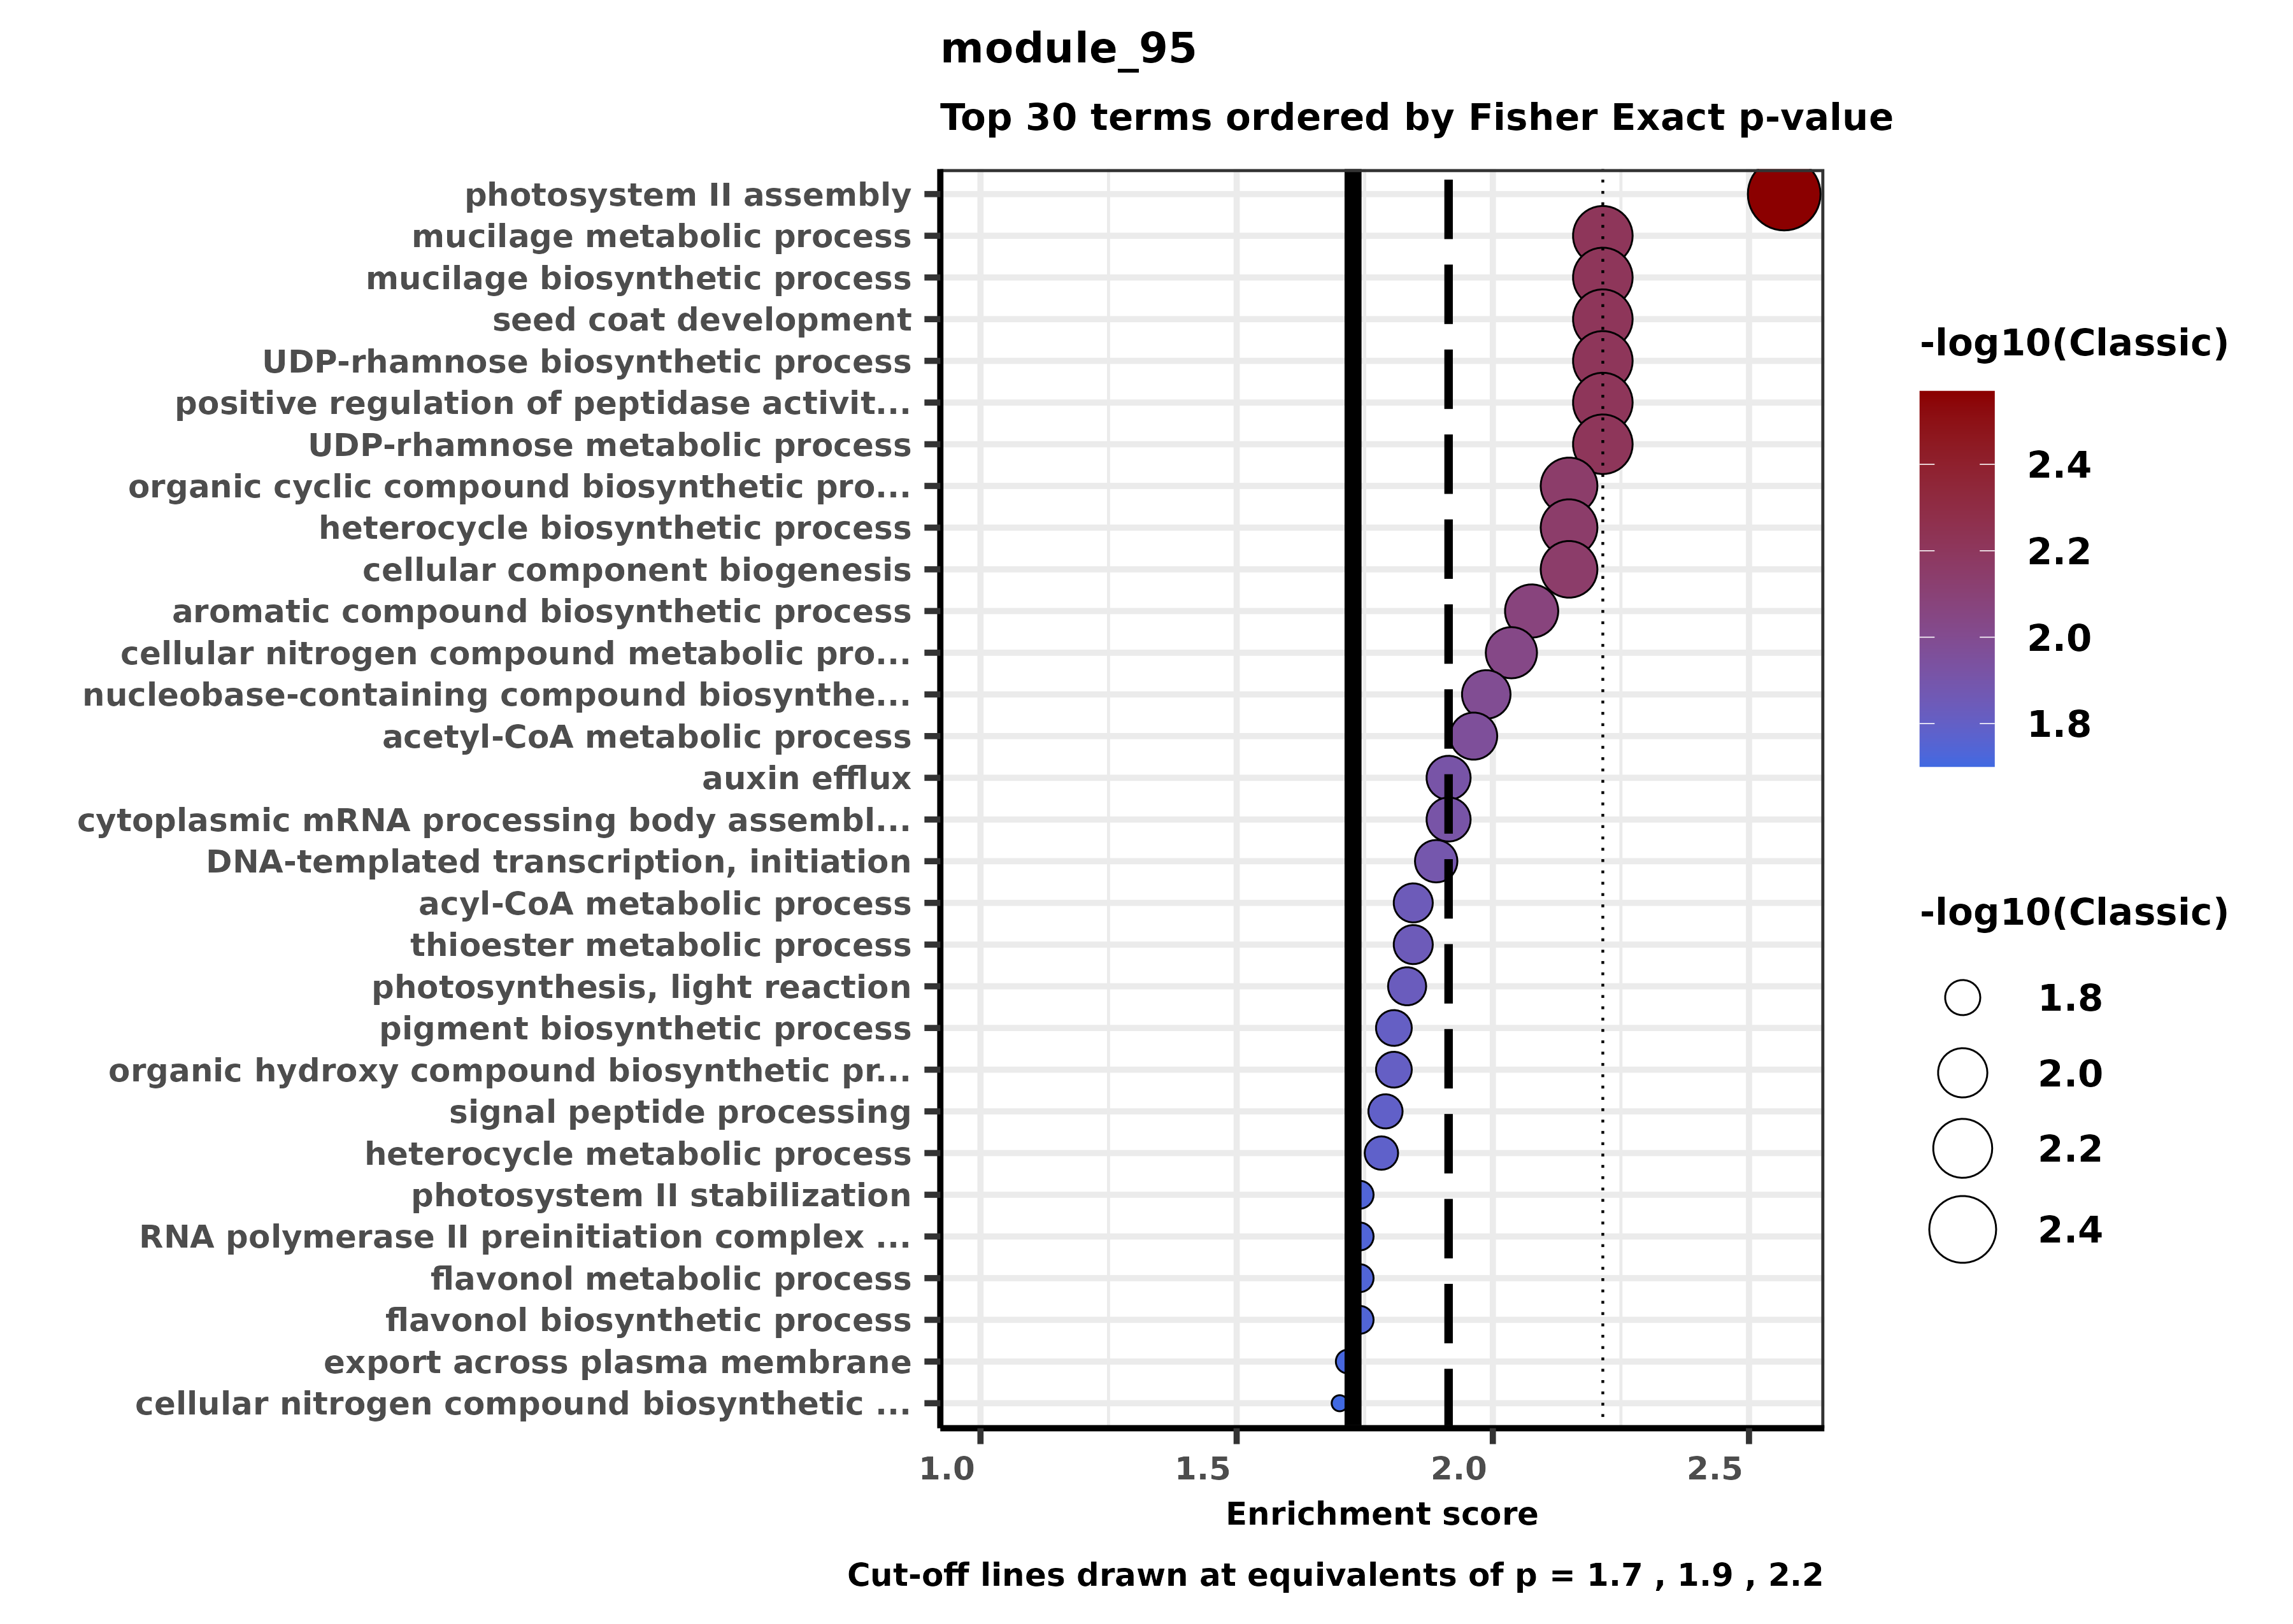 module_95
Top 30 terms ordered by Fisher Exact p-value
photosystem II assembly
mucilage metabolic process
mucilage biosynthetic process
seed coat development
UDP-rhamnose biosynthetic process
positive regulation of peptidase activit...
UDP-rhamnose metabolic process
organic cyclic compound biosynthetic pro...
heterocycle biosynthetic process
cellular component biogenesis
aromatic compound biosynthetic process
cellular nitrogen compound metabolic pro...
nucleobase-containing compound biosynthe...
acetyl-CoA metabolic process
auxin efflux
cytoplasmic mRNA processing body assembl...
DNA-templated transcription, initiation
acyl-CoA metabolic process
thioester metabolic process
photosynthesis, light reaction
pigment biosynthetic process
organic hydroxy compound biosynthetic pr...
signal peptide processing
heterocycle metabolic process
photosystem II stabilization
RNA polymerase II preinitiation complex ...
flavonol metabolic process
flavonol biosynthetic process
export across plasma membrane
cellular nitrogen compound biosynthetic ...
1.0 1.5 2.0 2.5
Enrichment score
Cut-off lines drawn at equivalents of p = 1.7 , 1.9 , 2.2
-log10(Classic)
2.4
2.2
2.0
1.8
-log10(Classic)
1.8
2.0
2.2
2.4